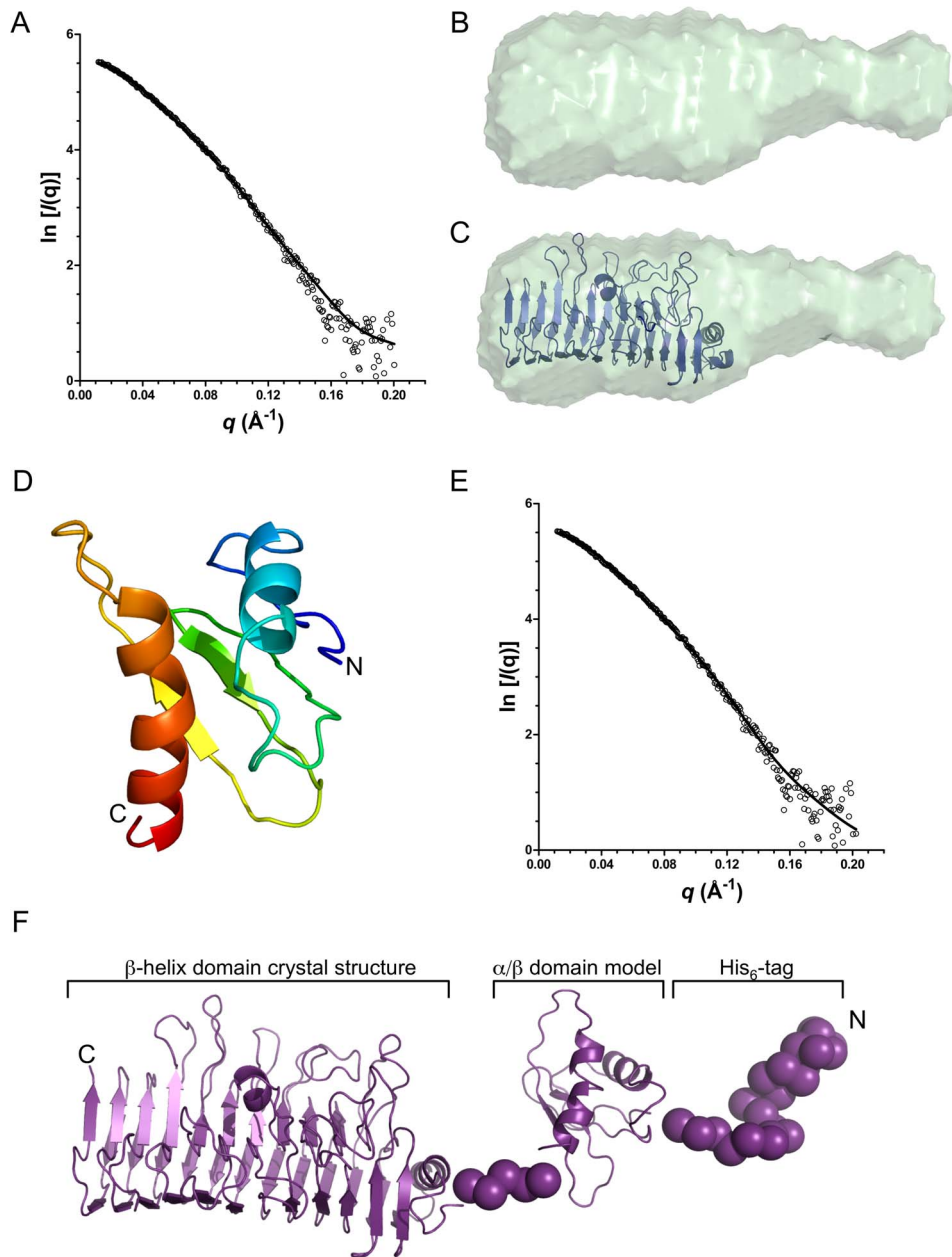 A
6
4
2
0
0.00 0.04 0.08 0.12 0.16 0.20
ln [I(q)]
q (Å-1)
B
C
D
N
C
E
6
4
2
0
0.00 0.04 0.08 0.12 0.16 0.20
ln [I(q)]
q (Å-1)
F
β-helix domain crystal structure α/β domain model His6-tag
C N